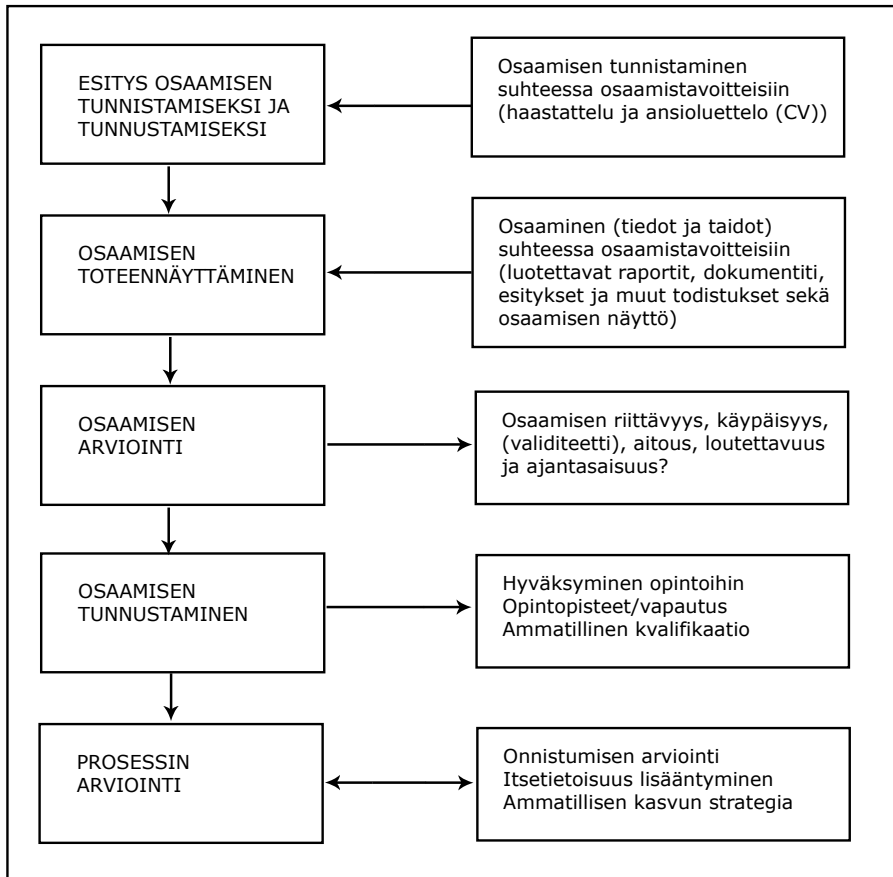 ESITYS OSAAMISEN
TUNNISTAMISEKSI JA
TUNNUSTAMISEKSI
Osaamisen tunnistaminen
suhteessa osaamistavoitteisiin
(haastattelu ja ansioluettelo (CV))
OSAAMISEN
TOTEENNÄYTTÄMINEN
Osaaminen (tiedot ja taidot)
suhteessa osaamistavoitteisiin
(luotettavat raportit, dokumentiti,
esitykset ja muut todistukset sekä
osaamisen näyttö)
OSAAMISEN
ARVIOINTI
Osaamisen riittävyys, käypäisyys,
(validiteetti), aitous, loutettavuus
ja ajantasaisuus?
OSAAMISEN
TUNNUSTAMINEN
Hyväksyminen opintoihin
Opintopisteet/vapautus
Ammatillinen kvalifikaatio
PROSESSIN
ARVIOINTI
Onnistumisen arviointi
Itsetietoisuus lisääntyminen
Ammatillisen kasvun strategia